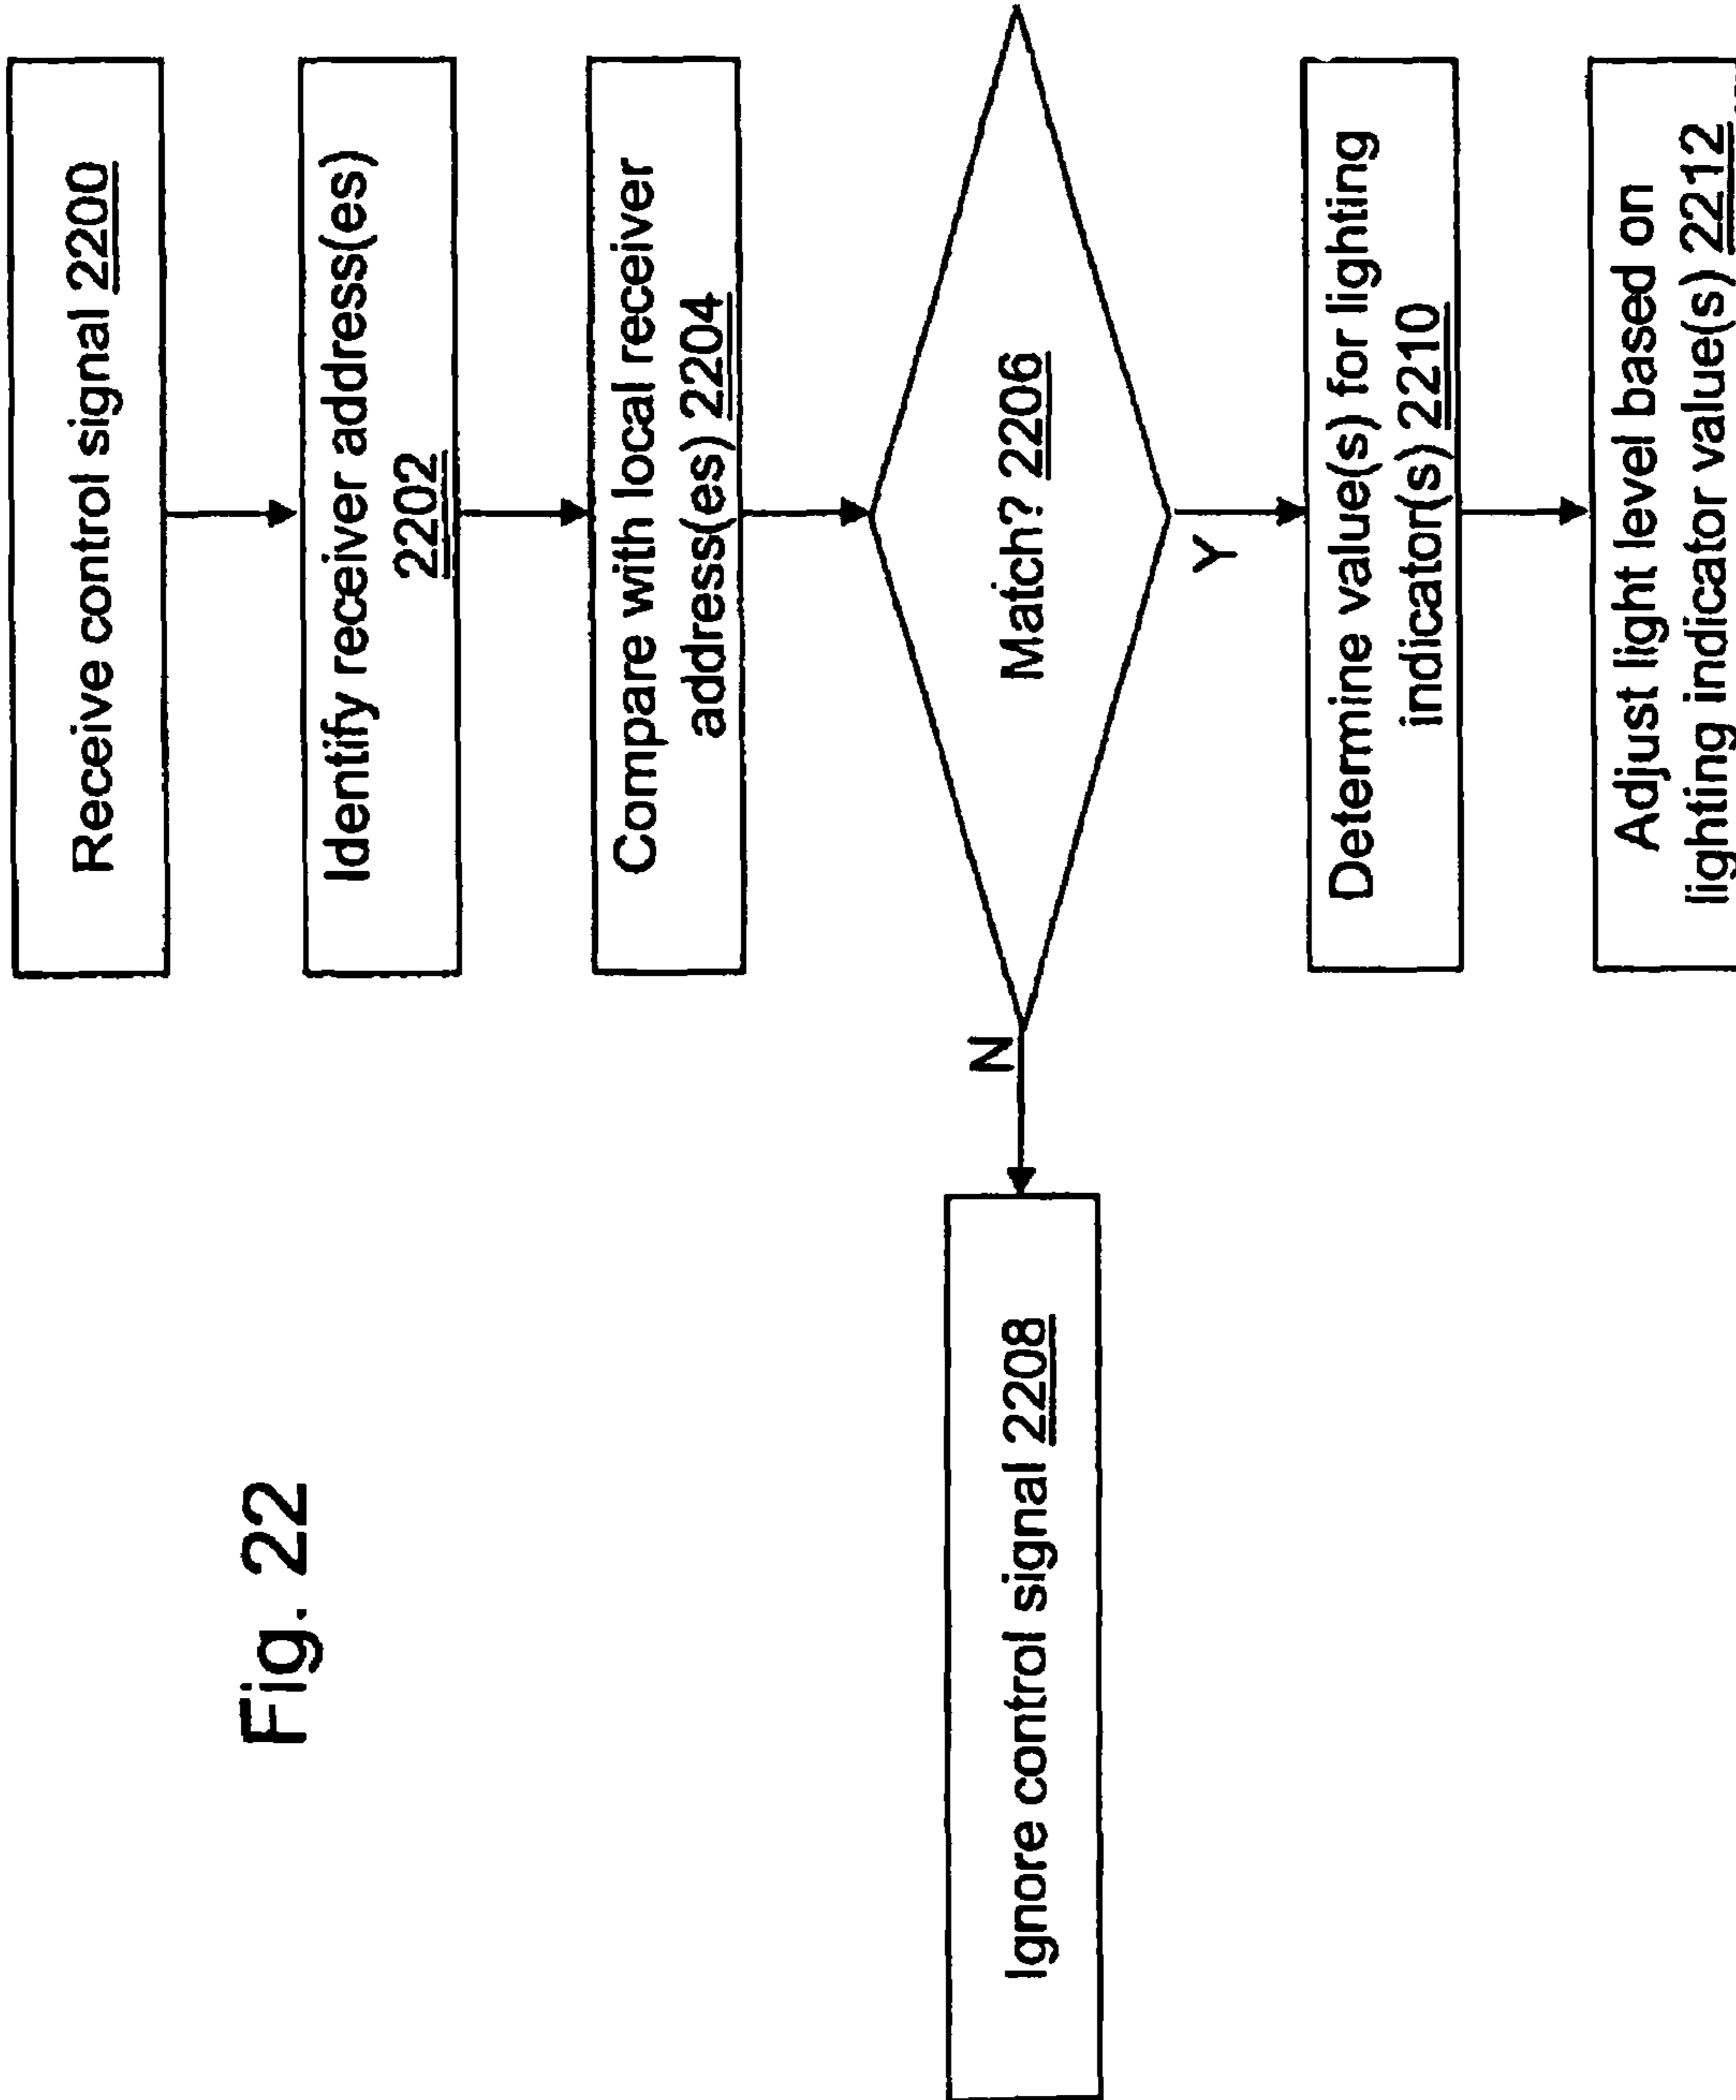 Receive control signal 2200
Identify receiver address(es)
2202
Compare with local receiver
address(es) 2204
Match? 2206
N
Y
Ignore control signal 2208
Determine value(s) for lighting
indicator(s) 2210
Adjust light level based on
lighting indicator value(s) 2212
Fig. 22